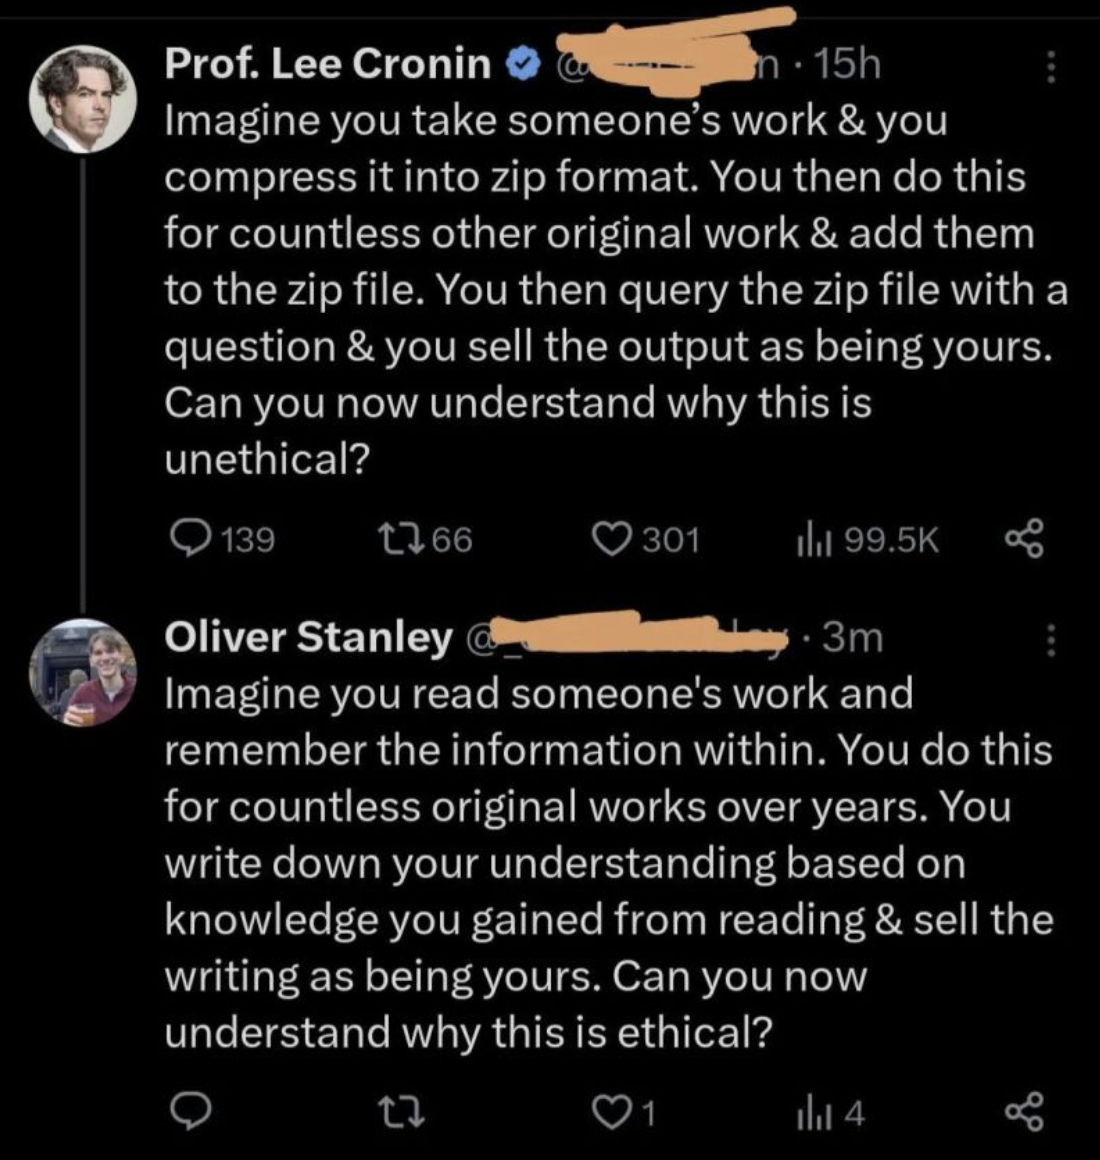 Prof. Lee Cronin @ n · 15h
Imagine you take someone’s work & you
compress it into zip format. You then do this
for countless other original work & add them
to the zip file. You then query the zip file with a
question & you sell the output as being yours.
Can you now understand why this is
unethical?
139 66 301 99.5K
Oliver Stanley @_ · 3m
Imagine you read someone's work and
remember the information within. You do this
for countless original works over years. You
write down your understanding based on
knowledge you gained from reading & sell the
writing as being yours. Can you now
understand why this is ethical?
1 4